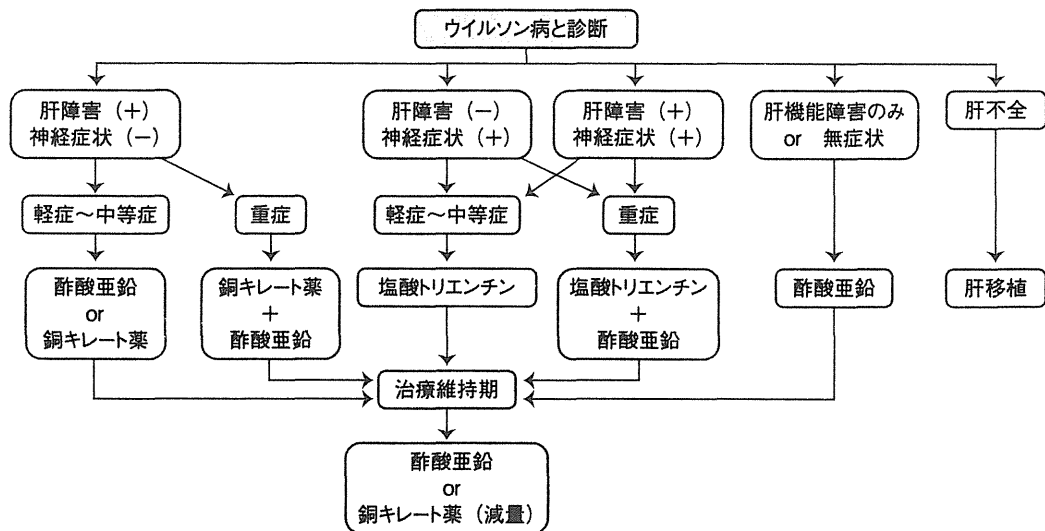 ウイルソン病と診断
肝障害（＋）
神経症状（－）
肝障害（－）
神経症状（＋）
肝障害（＋）
神経症状（＋）
肝機能障害のみ
or 無症状
肝不全
軽症～中等症
重症
軽症～中等症
重症
酢酸亜鉛
or
銅キレート薬
銅キレート薬
＋
酢酸亜鉛
塩酸トリエンチン
塩酸トリエンチン
＋
酢酸亜鉛
酢酸亜鉛
肝移植
治療維持期
酢酸亜鉛
or
銅キレート薬（減量）